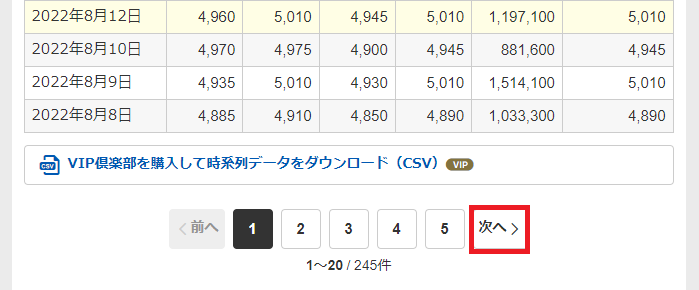 2022年8月12日 4,960 5,010 4,945 5,010 1,197,100 5,010
2022年8月10日 4,970 4,975 4,900 4,945 881,600 4,945
2022年8月9日 4,935 5,010 4,930 5,010 1,514,100 5,010
2022年8月8日 4,885 4,910 4,850 4,890 1,033,300 4,890
CSV VIP倶楽部を購入して時系列データをダウンロード（CSV） VIP
前へ 1 2 3 4 5 次へ
1～20 / 245件